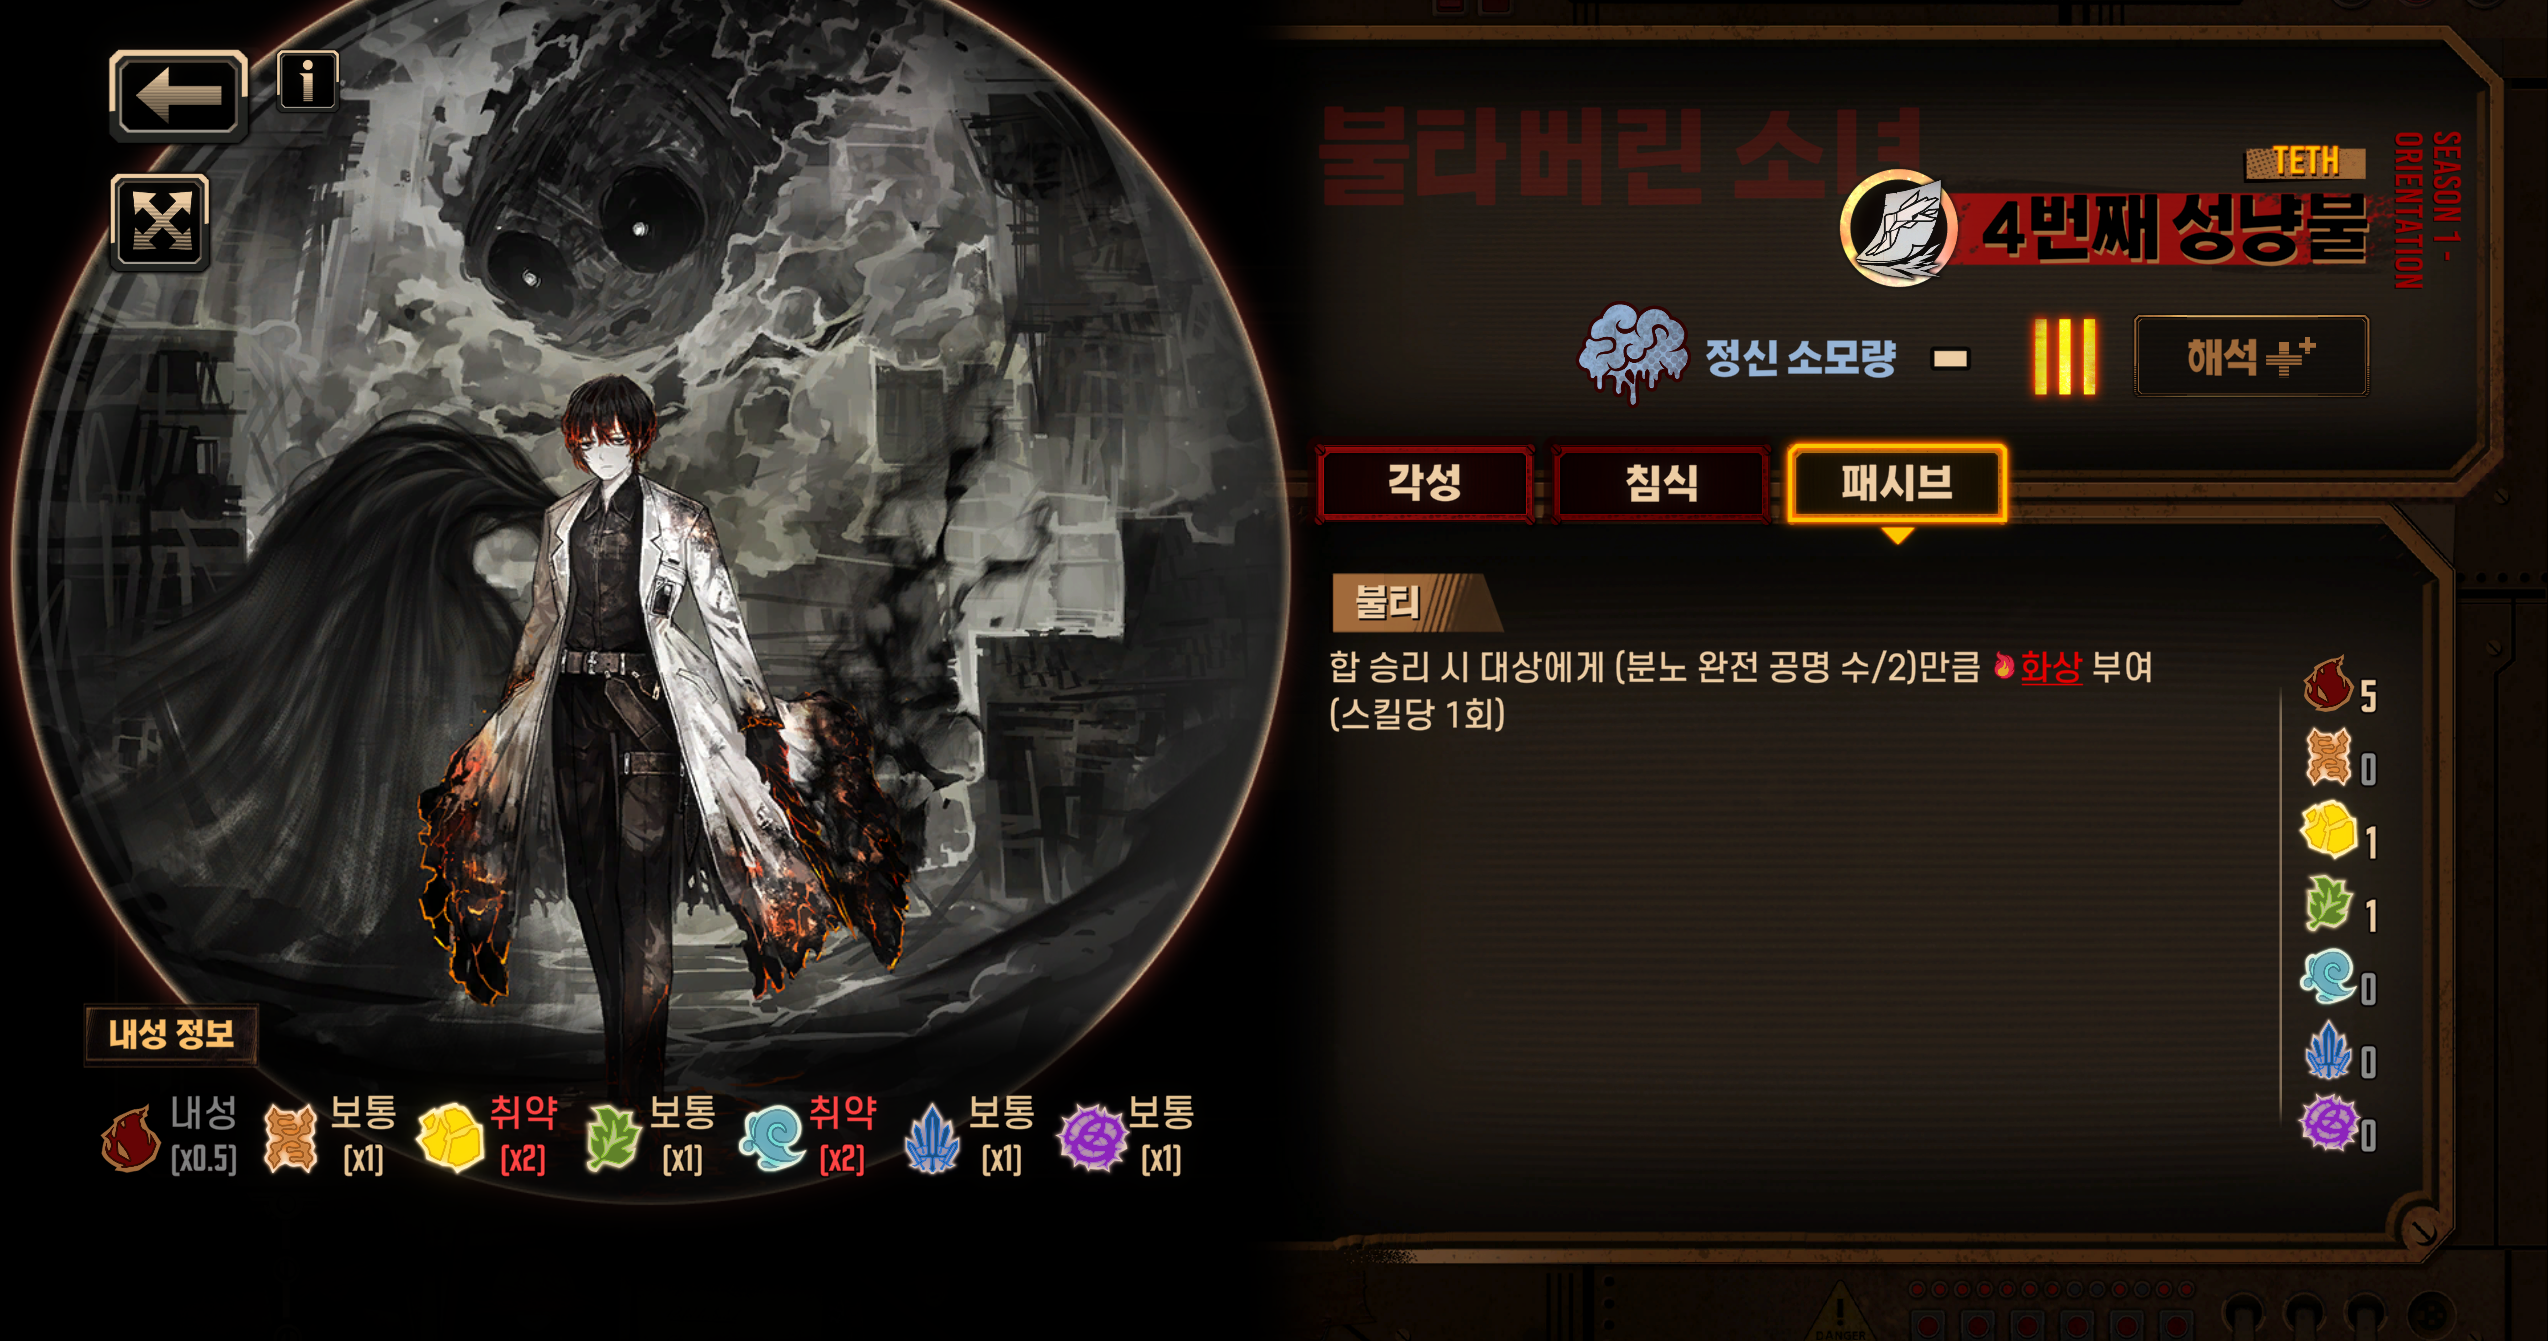 불타버린 소녀
TETH
4번째 성냥불
SEASON 1 -
ORIENTATION
정신 소모량 -
III
해석
각성
침식
패시브
불티
합 승리 시 대상에게 (분노 완전 공명 수/2)만큼 화상 부여
(스킬당 1회)
5
0
1
1
0
0
0
내성 정보
내성 보통 취약 보통 취약 보통 보통
(x0.5) (x1) (x2) (x1) (x2) (x1) (x1)
DANGER